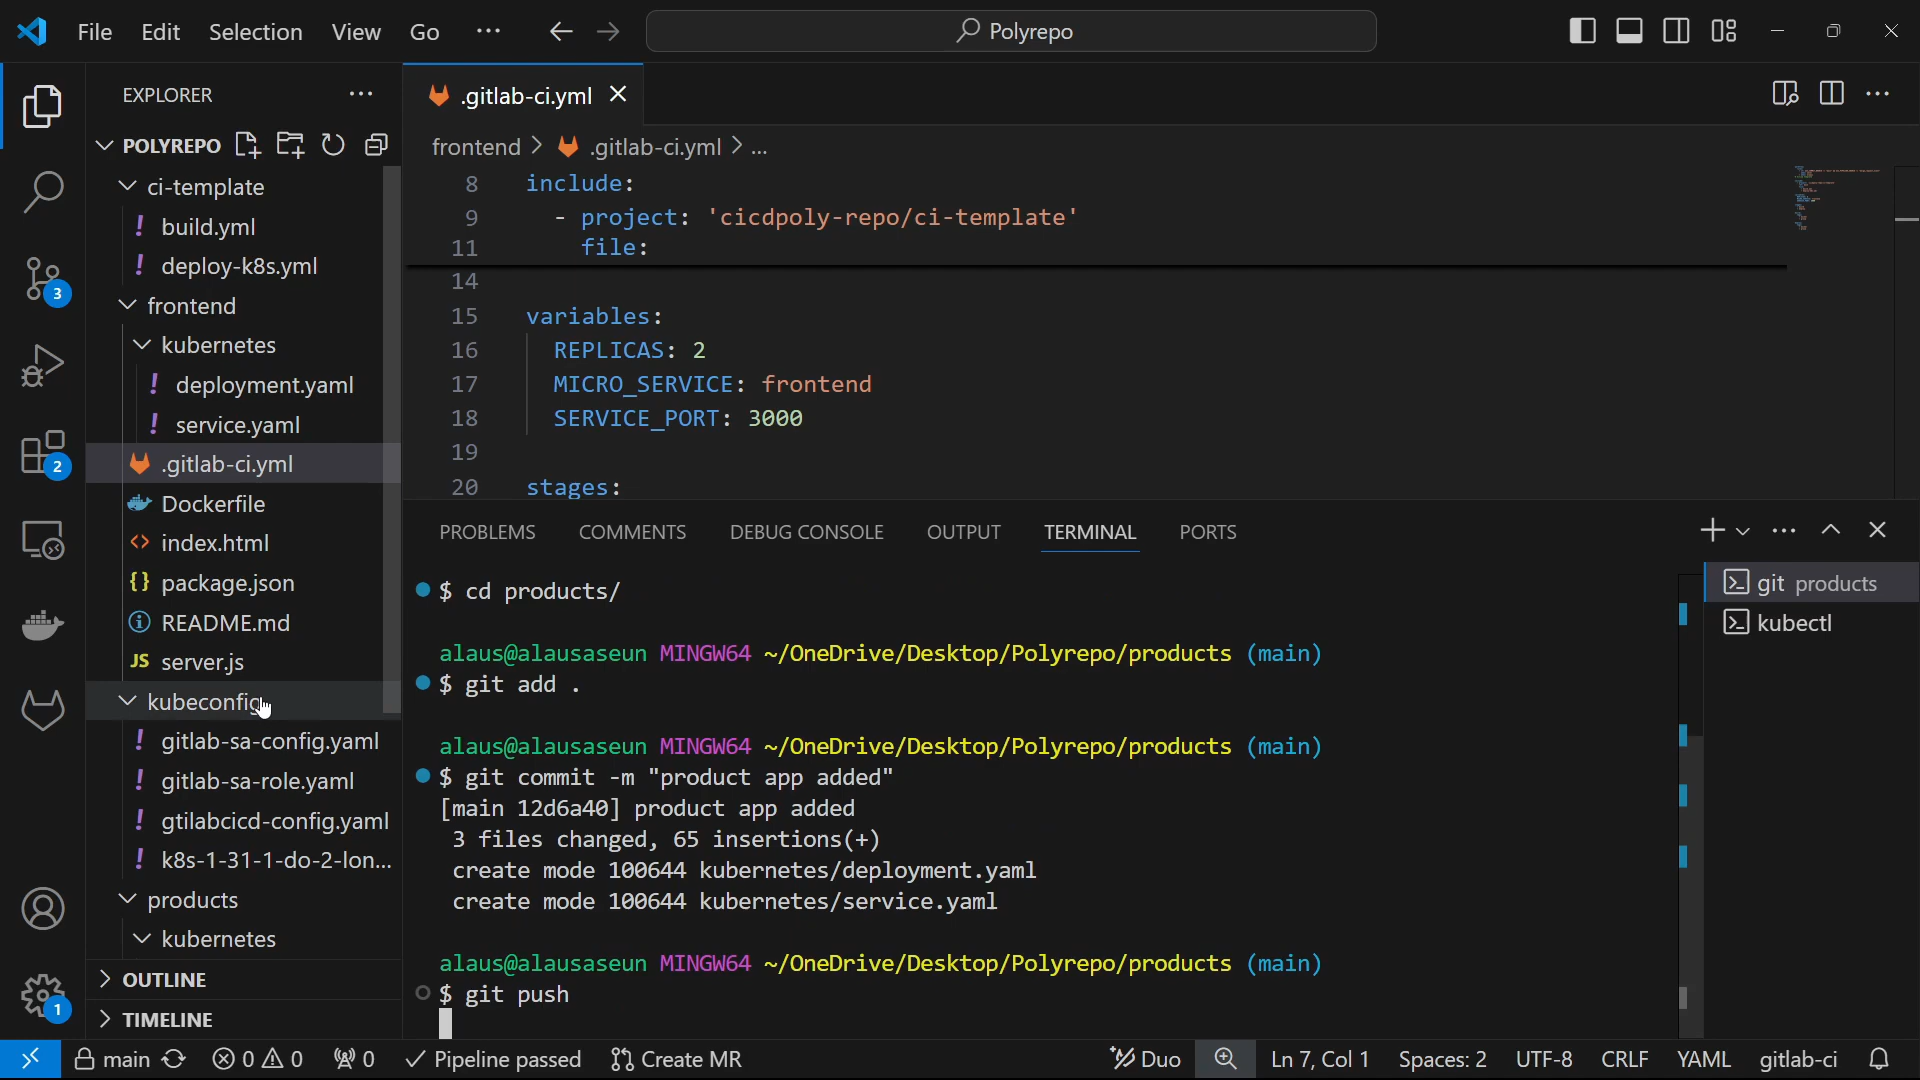 File Edit Selection View Go ··· Polyrepo
EXPLORER
POLYREPO
ci-template
build.yml
deploy-k8s.yml
frontend
kubernetes
deployment.yaml
service.yaml
.gitlab-ci.yml
Dockerfile
index.html
package.json
README.md
JS server.js
kubeconfig
gitlab-sa-config.yaml
gitlab-sa-role.yaml
gtilabcicd-config.yaml
k8s-1-31-1-do-2-lon...
products
kubernetes
OUTLINE
TIMELINE
3
2
1
.gitlab-ci.yml
frontend > .gitlab-ci.yml > ...
8 include:
9 - project: 'cicdpoly-repo/ci-template'
11 file:
14
15 variables:
16 REPLICAS: 2
17 MICRO_SERVICE: frontend
18 SERVICE_PORT: 3000
19
20 stages:
PROBLEMS COMMENTS DEBUG CONSOLE OUTPUT TERMINAL PORTS
$ cd products/
alaus@alausaseun MINGW64 ~/OneDrive/Desktop/Polyrepo/products (main)
$ git add .
alaus@alausaseun MINGW64 ~/OneDrive/Desktop/Polyrepo/products (main)
$ git commit -m "product app added"
[main 12d6a40] product app added
3 files changed, 65 insertions(+)
create mode 100644 kubernetes/deployment.yaml
create mode 100644 kubernetes/service.yaml
alaus@alausaseun MINGW64 ~/OneDrive/Desktop/Polyrepo/products (main)
$ git push
git products
kubectl
main 0 0 0 Pipeline passed Create MR Duo Ln 7, Col 1 Spaces: 2 UTF-8 CRLF YAML gitlab-ci